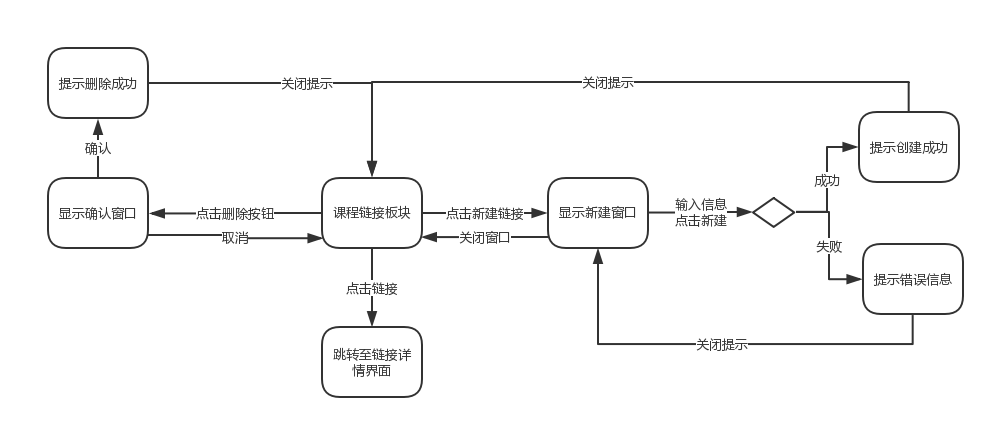 提示删除成功
关闭提示
关闭提示
确认
提示创建成功
成功
显示确认窗口
点击删除按钮
课程链接板块
点击新建链接
显示新建窗口
输入信息
点击新建
取消
关闭窗口
失败
提示错误信息
点击链接
关闭提示
跳转至链接详
情界面